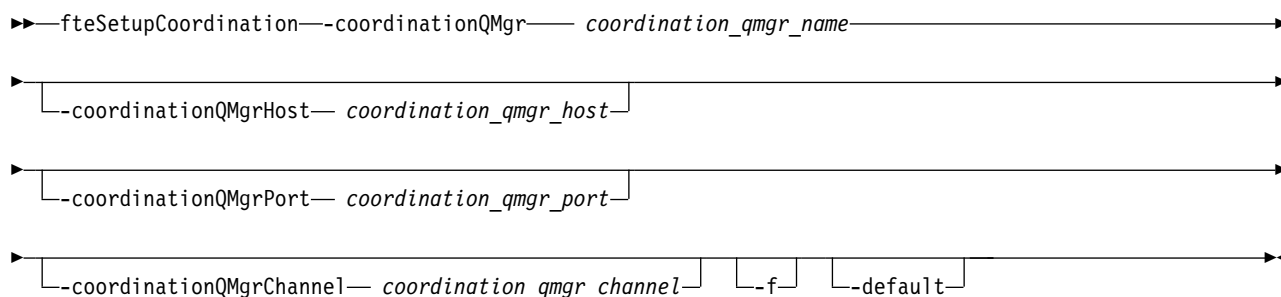 fteSetupCoordination -coordinationQMgr coordination_qmgr_name
-coordinationQMgrHost coordination_qmgr_host
-coordinationQMgrPort coordination_qmgr_port
-coordinationQMgrChannel coordination_qmgr_channel -f -default